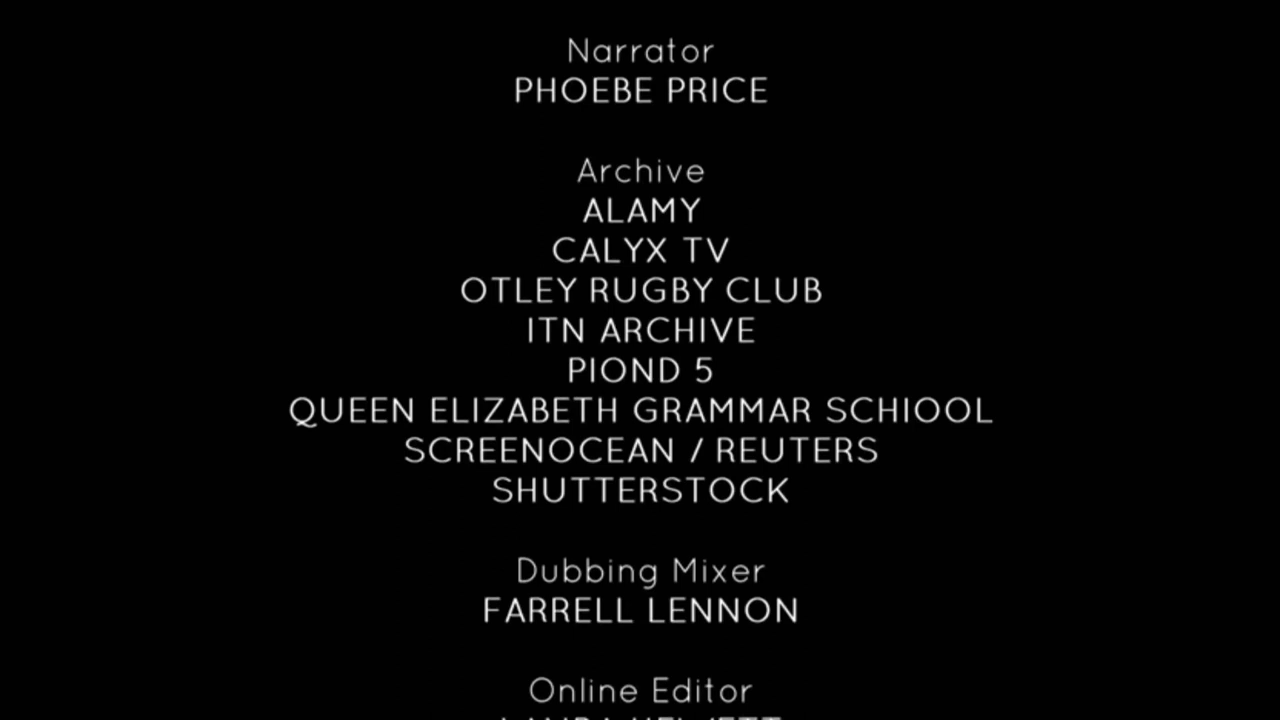 Narrator
PHOEBE PRICE
Archive
ALAMY
CALYX TV
OTLEY RUGBY CLUB
ITN ARCHIVE
PIOND 5
QUEEN ELIZABETH GRAMMAR SCHIOOL
SCREENOCEAN / REUTERS
SHUTTERSTOCK
Dubbing Mixer
FARRELL LENNON
Online Editor